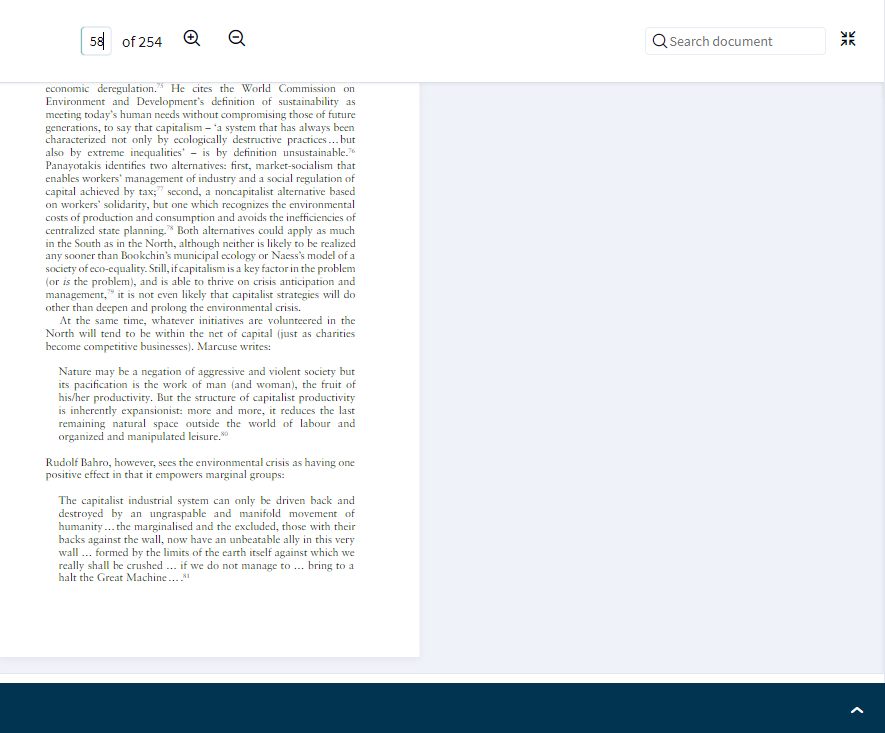 58 of 254 Search document
economic deregulation.75 He cites the World Commission on
Environment and Development's definition of sustainability as
meeting today's human needs without compromising those of future
generations, to say that capitalism – 'a system that has always been
characterized not only by ecologically destructive practices…but
also by extreme inequalities' – is by definition unsustainable.76
Panayotakis identifies two alternatives: first, market-socialism that
enables workers' management of industry and a social regulation of
capital achieved by tax;77 second, a noncapitalist alternative based
on workers' solidarity, but one which recognizes the environmental
costs of production and consumption and avoids the inefficiencies of
centralized state planning.78 Both alternatives could apply as much
in the South as in the North, although neither is likely to be realized
any sooner than Bookchin's municipal ecology or Naess's model of a
society of eco-equality. Still, if capitalism is a key factor in the problem
(or is the problem), and is able to thrive on crisis anticipation and
management,79 it is not even likely that capitalist strategies will do
other than deepen and prolong the environmental crisis.
At the same time, whatever initiatives are volunteered in the
North will tend to be within the net of capital (just as charities
become competitive businesses). Marcuse writes:
Nature may be a negation of aggressive and violent society but
its pacification is the work of man (and woman), the fruit of
his/her productivity. But the structure of capitalist productivity
is inherently expansionist: more and more, it reduces the last
remaining natural space outside the world of labour and
organized and manipulated leisure.80
Rudolf Bahro, however, sees the environmental crisis as having one
positive effect in that it empowers marginal groups:
The capitalist industrial system can only be driven back and
destroyed by an ungraspable and manifold movement of
humanity…the marginalised and the excluded, those with their
backs against the wall, now have an unbeatable ally in this very
wall … formed by the limits of the earth itself against which we
really shall be crushed … if we do not manage to … bring to a
halt the Great Machine….81